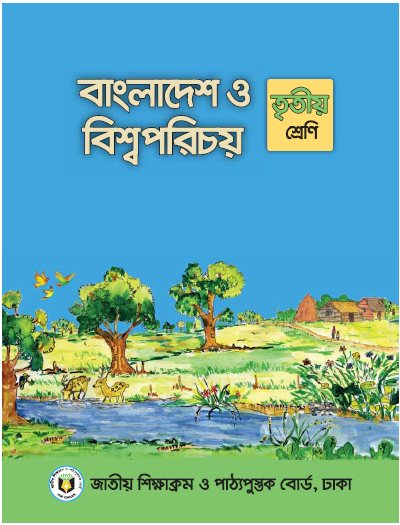 বাংলাদেশ ও
বিশ্বপরিচয়
তৃতীয়
শ্রেণি
জাতীয় শিক্ষাক্রম ও পাঠ্যপুস্তক বোর্ড, ঢাকা